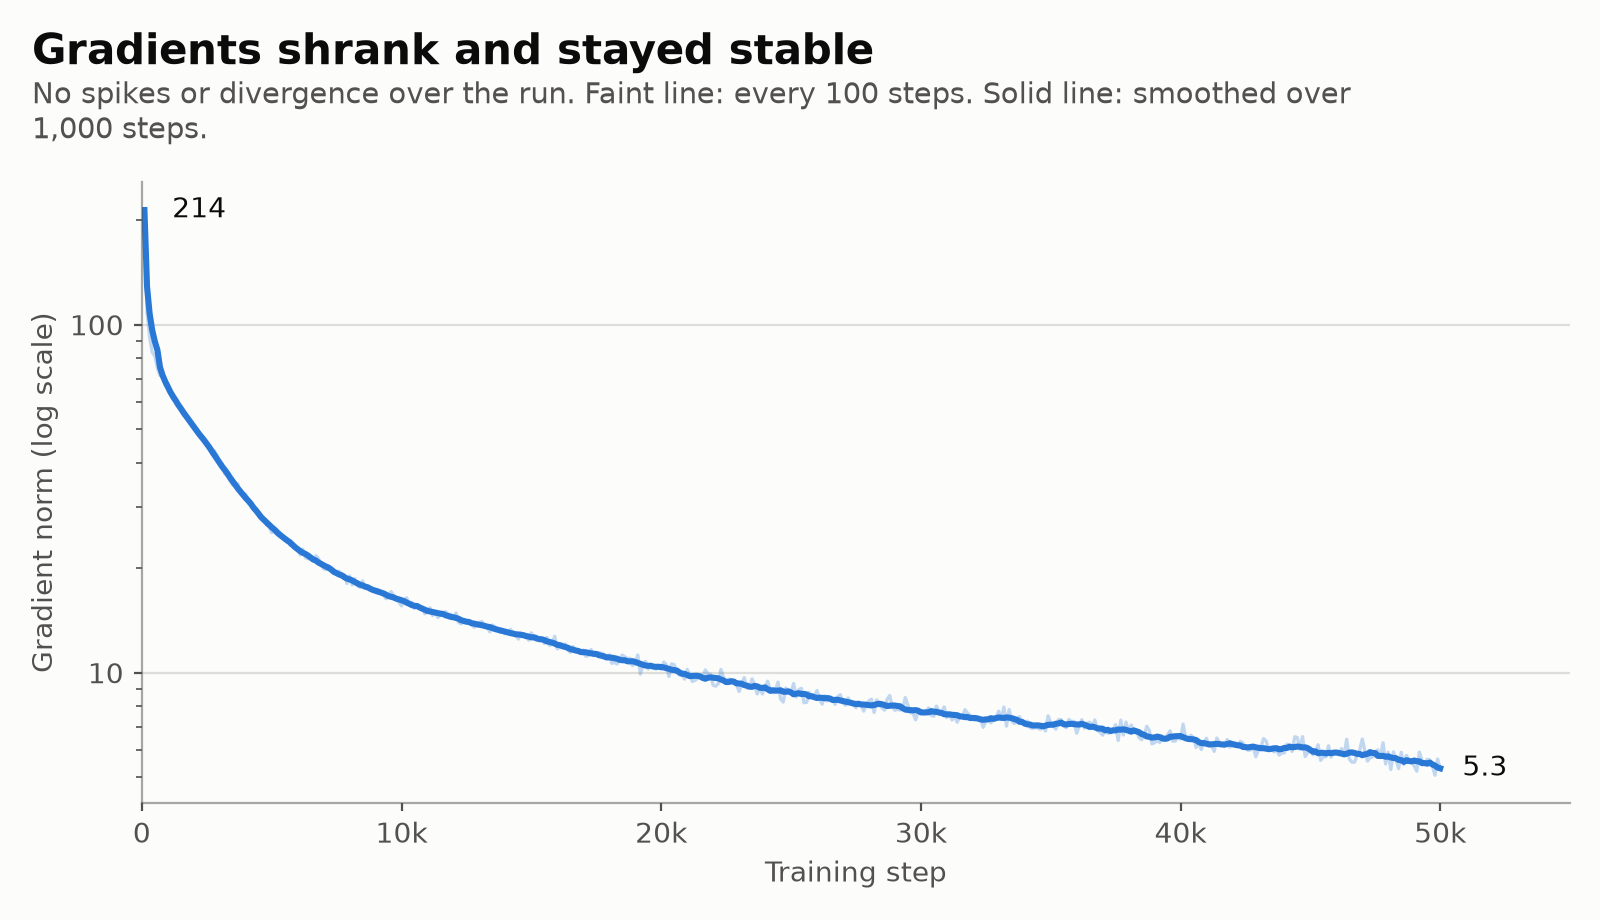 Gradients shrank and stayed stable
No spikes or divergence over the run. Faint line: every 100 steps. Solid line: smoothed over
1,000 steps.
214
100
10
5.3
Gradient norm (log scale)
0
10k
20k
30k
40k
50k
Training step